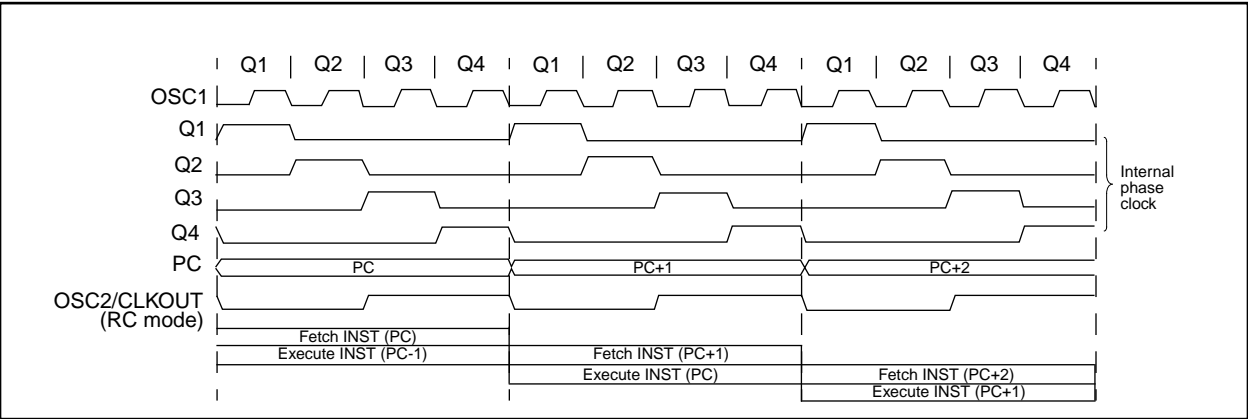 Q1 | Q2 | Q3 | Q4 | Q1 | Q2 | Q3 | Q4 | Q1 | Q2 | Q3 | Q4
OSC1
Q1
Q2
Q3
Q4
Internal
phase
clock
PC PC PC+1 PC+2
OSC2/CLKOUT
(RC mode)
Fetch INST (PC)
Execute INST (PC-1) Fetch INST (PC+1)
Execute INST (PC) Fetch INST (PC+2)
Execute INST (PC+1)